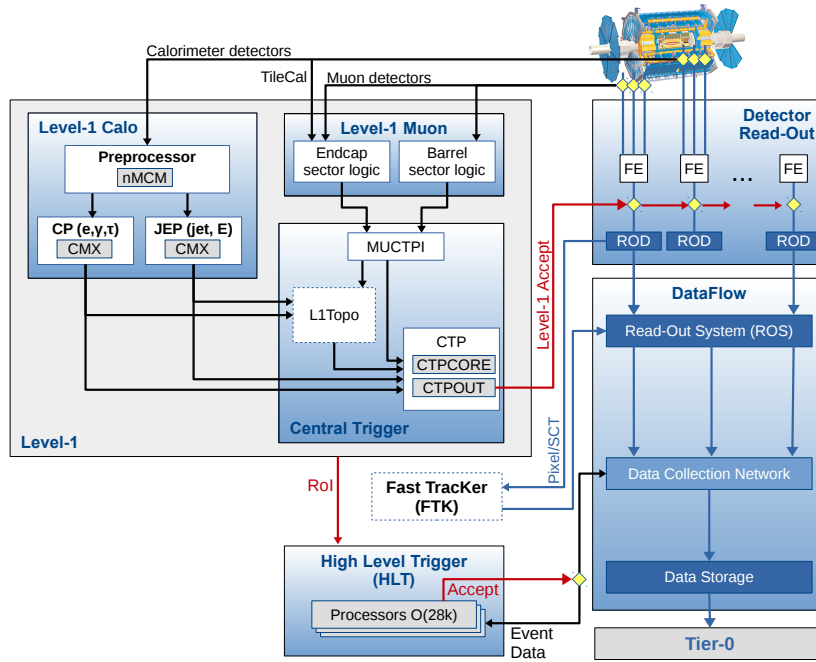 Calorimeter detectors
TileCal
Muon detectors
Level-1 Calo
Preprocessor
nMCM
CP (e,γ,τ)
CMX
JEP (jet, E)
CMX
Level-1 Muon
Endcap
sector logic
Barrel
sector logic
MUCTPI
L1Topo
CTP
CTPCORE
CTPOUT
Central Trigger
Level-1
Level-1 Accept
Detector
Read-Out
FE
FE
...
FE
ROD
ROD
ROD
DataFlow
Read-Out System (ROS)
Data Collection Network
Data Storage
Tier-0
Pixel/SCT
RoI
Fast TracKer
(FTK)
High Level Trigger
(HLT)
Accept
Processors O(28k)
Event
Data